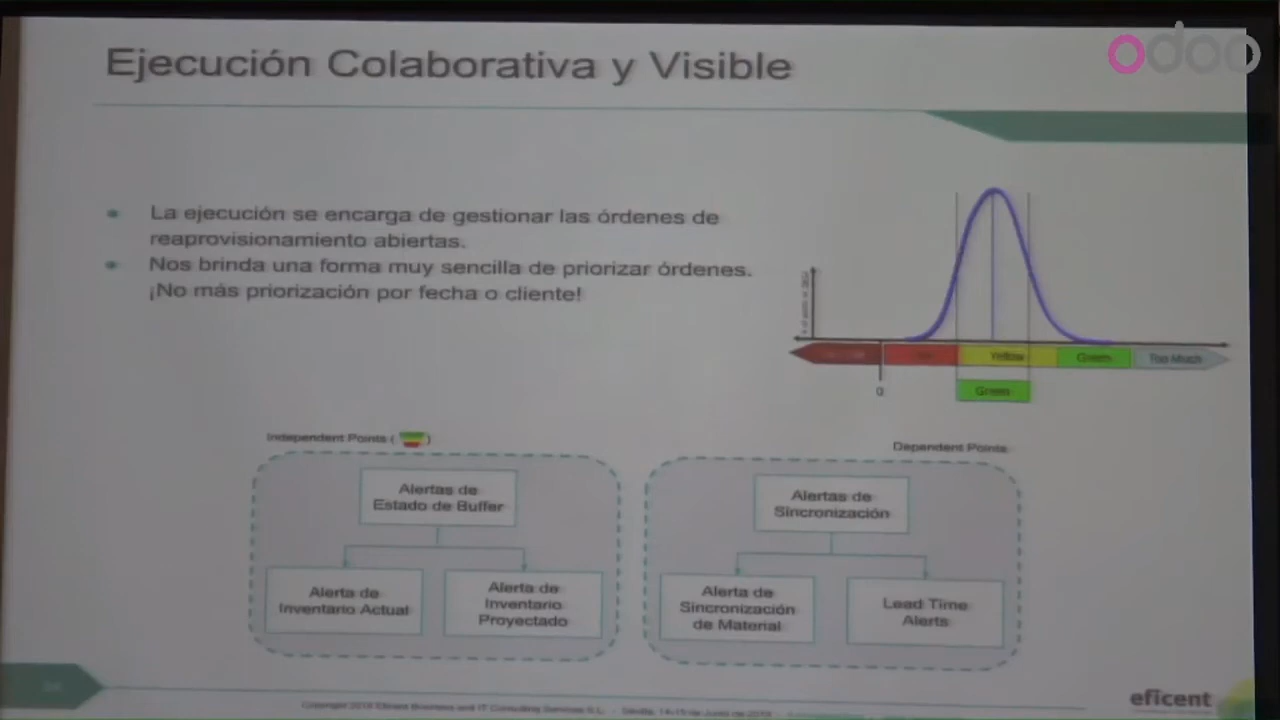 odoo
Ejecución Colaborativa y Visible
La ejecución se encarga de gestionar las órdenes de
reaprovisionamiento abiertas.
Nos brinda una forma muy sencilla de priorizar órdenes.
¡No más priorización por fecha o cliente!
Yellow
Green
Too Much
0
Green
Independent Points ( )
Dependent Points
Alertas de
Estado de Buffer
Alerta de
Inventario Actual
Alerta de
Inventario
Proyectado
Alertas de
Sincronización
Alerta de
Sincronización
de Material
Lead Time
Alerts
eficent